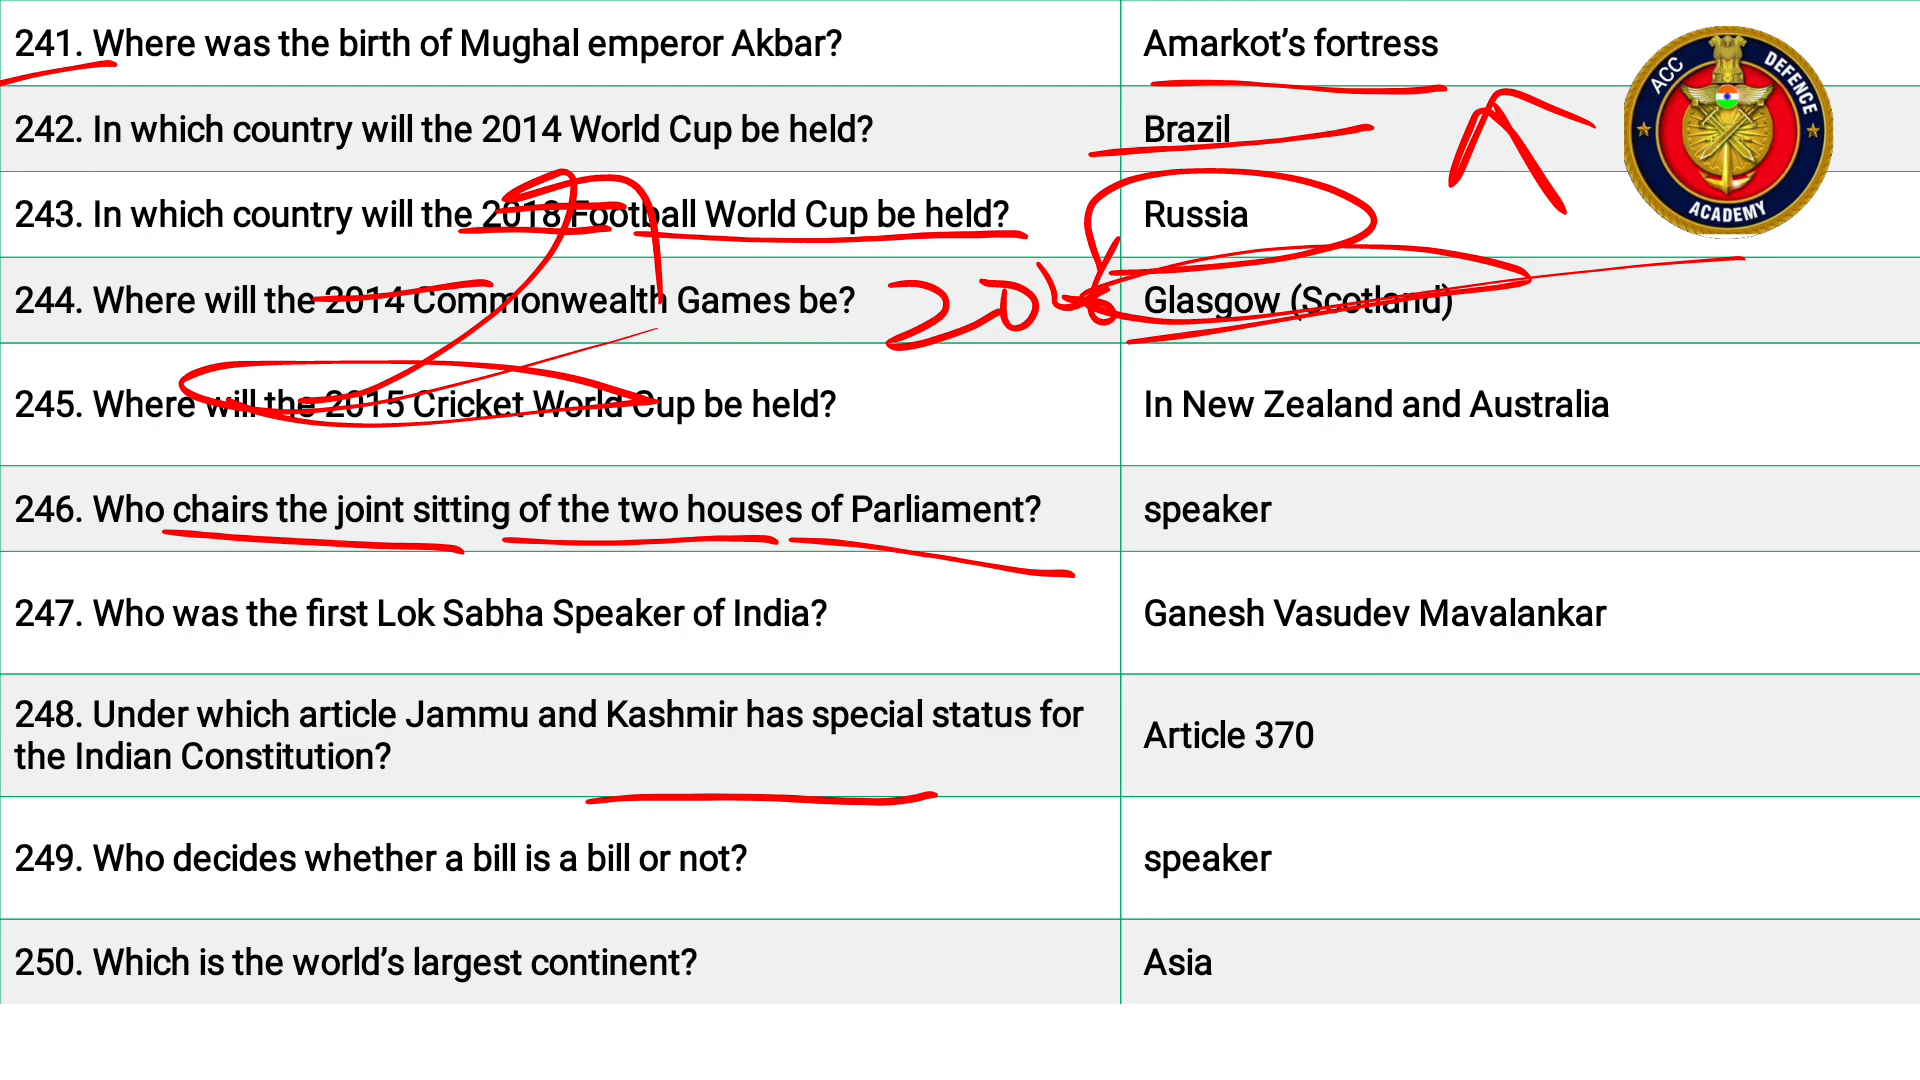 241. Where was the birth of Mughal emperor Akbar?
Amarkot’s fortress
242. In which country will the 2014 World Cup be held?
Brazil
243. In which country will the 2018 Football World Cup be held?
Russia
244. Where will the 2014 Commonwealth Games be?
Glasgow (Scotland)
245. Where will the 2015 Cricket World Cup be held?
In New Zealand and Australia
246. Who chairs the joint sitting of the two houses of Parliament?
speaker
247. Who was the first Lok Sabha Speaker of India?
Ganesh Vasudev Mavalankar
248. Under which article Jammu and Kashmir has special status for
the Indian Constitution?
Article 370
249. Who decides whether a bill is a bill or not?
speaker
250. Which is the world’s largest continent?
Asia
ACC DEFENCE
ACADEMY